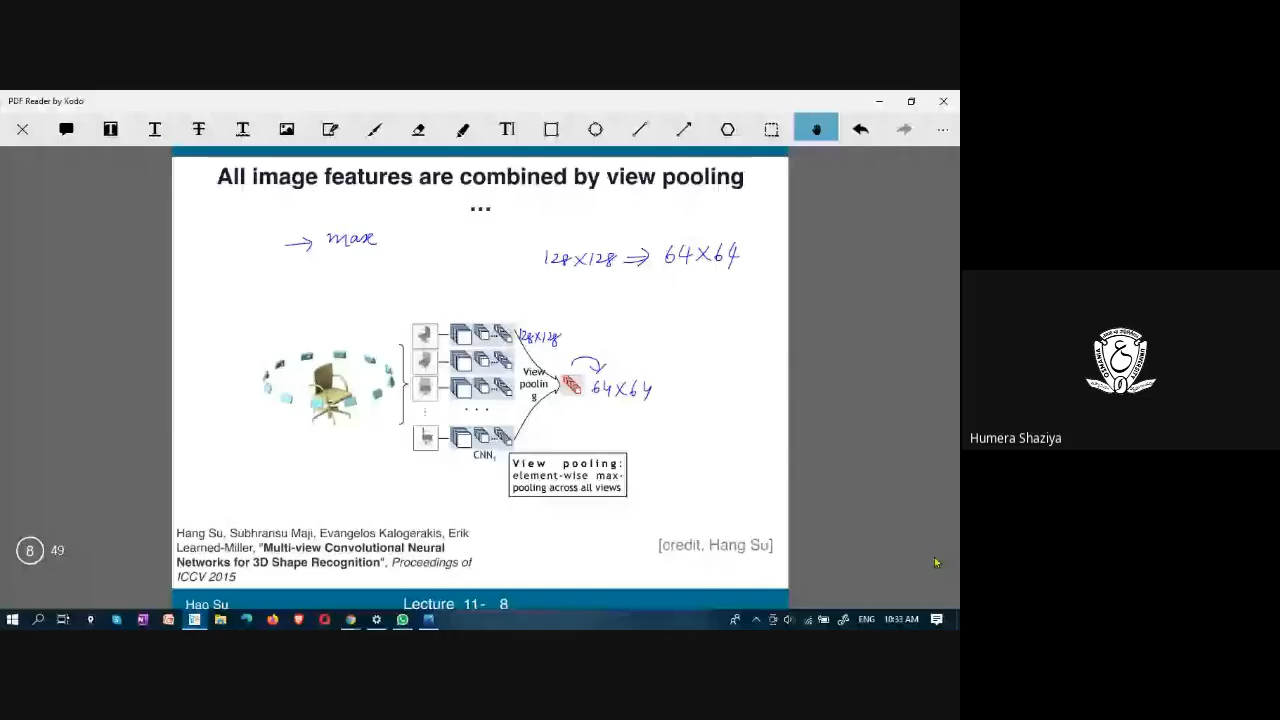 PDF Reader by Xodo
All image features are combined by view pooling
...
→ max
128×128 ⇒ 64×64
128×128
View
poolin
g
64×64
CNN₁
View pooling:
element-wise max-
pooling across all views
Hang Su, Subhransu Maji, Evangelos Kalogerakis, Erik
Learned-Miller, "Multi-view Convolutional Neural
Networks for 3D Shape Recognition", Proceedings of
ICCV 2015
[credit, Hang Su]
8 49
Hao Su Lecture 11- 8
ENG 10:33 AM
Humera Shaziya